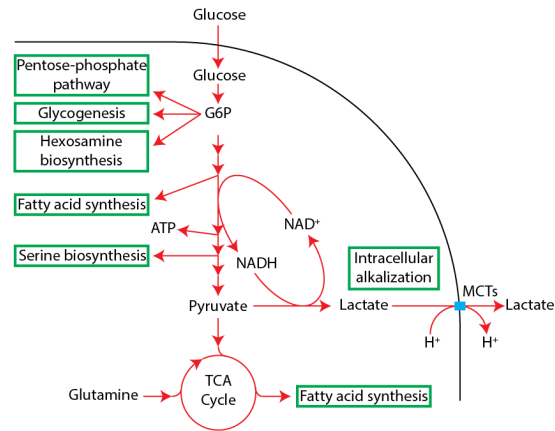 Glucose
Glucose
Pentose-phosphate
pathway
G6P
Glycogenesis
Hexosamine
biosynthesis
Fatty acid synthesis
ATP
NAD⁺
Serine biosynthesis
NADH
Intracellular
alkalization
MCTs
Pyruvate
Lactate
Lactate
H⁺
H⁺
Glutamine
TCA
Cycle
Fatty acid synthesis